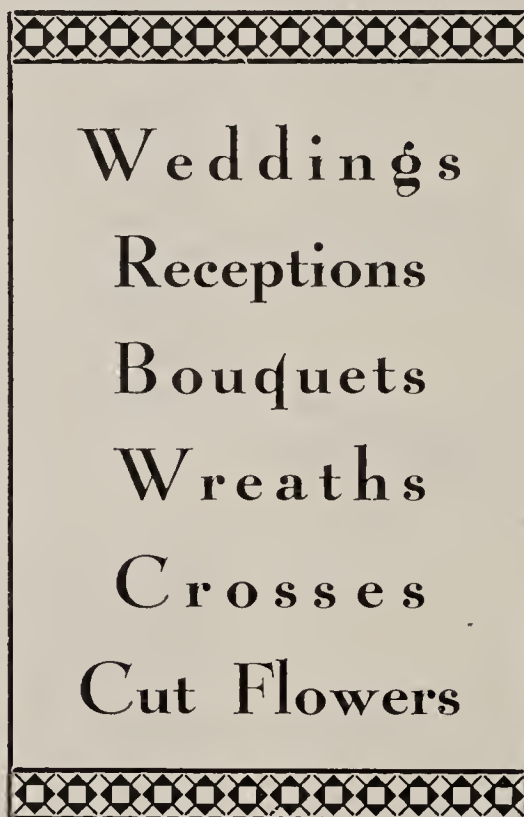 Weddings
Receptions
Bouquets
Wreaths
Crosses
Cut Flowers